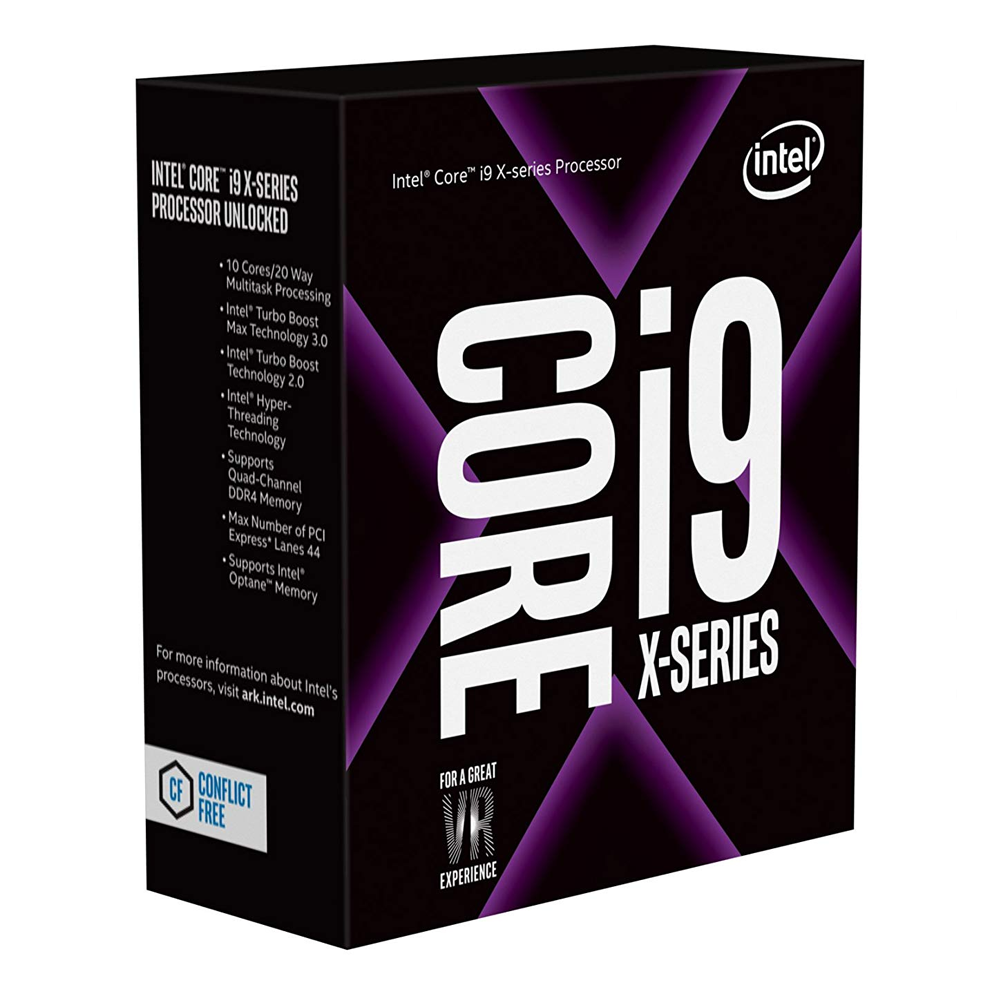 INTEL® CORE™ i9 X-SERIES
PROCESSOR UNLOCKED
• 10 Cores/20 Way
Multitask Processing
• Intel® Turbo Boost
Max Technology 3.0
• Intel® Turbo Boost
Technology 2.0
• Intel® Hyper-
Threading
Technology
• Supports
Quad-Channel
DDR4 Memory
• Max Number of PCI
Express* Lanes 44
• Supports Intel®
Optane™ Memory
For more information about Intel's
processors, visit ark.intel.com
CF
CONFLICT
FREE
Intel® Core™ i9 X-series Processor
intel®
CORE
i9
X-SERIES
FOR A GREAT
VR
EXPERIENCE